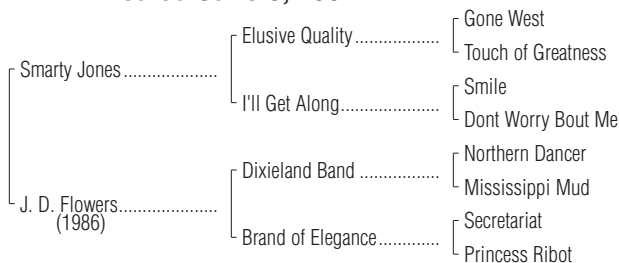 Gone West
Elusive Quality..................
Touch of Greatness
Smarty Jones....................
Smile
I'll Get Along.....................
Dont Worry Bout Me
Northern Dancer
Dixieland Band .................
Mississippi Mud
J. D. Flowers.....................
(1986)
Secretariat
Brand of Elegance.............
Princess Ribot